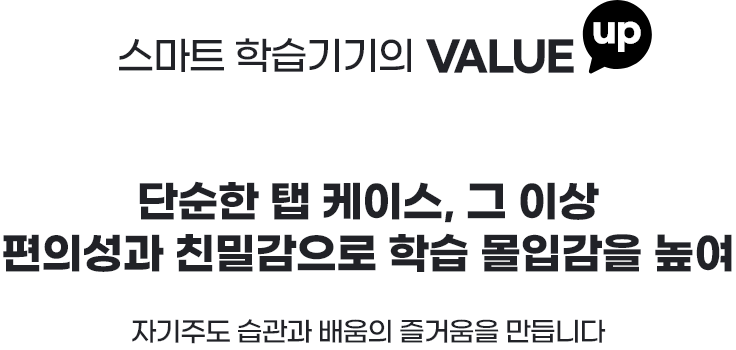 스마트 학습기기의 VALUE up
단순한 탭 케이스, 그 이상
편의성과 친밀감으로 학습 몰입감을 높여
자기주도 습관과 배움의 즐거움을 만듭니다